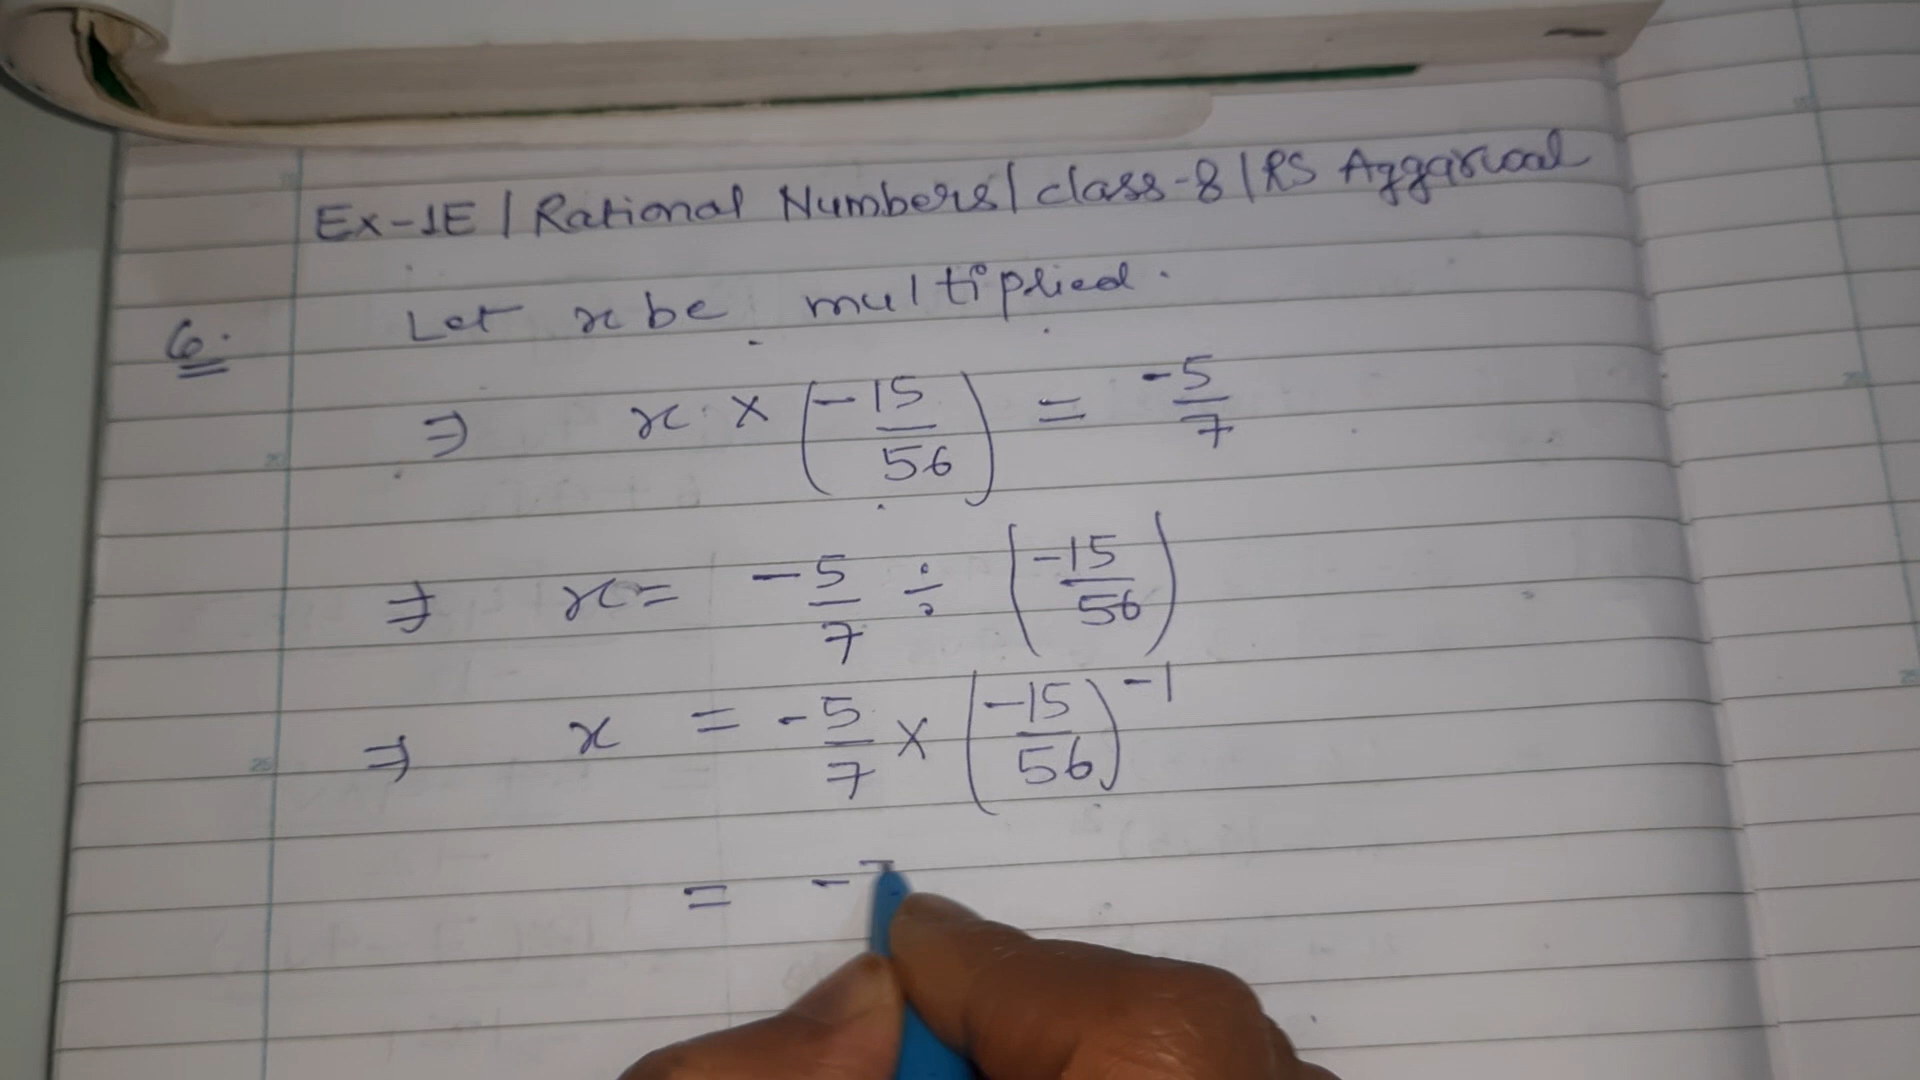 Ex-1E / Rational Numbers / class-8 / RS Aggarwal
6. Let x be multiplied.
⇒ x × (-15/56) = -5/7
⇒ x = -5/7 ÷ (-15/56)
⇒ x = -5/7 × (-15/56)^-1
= -